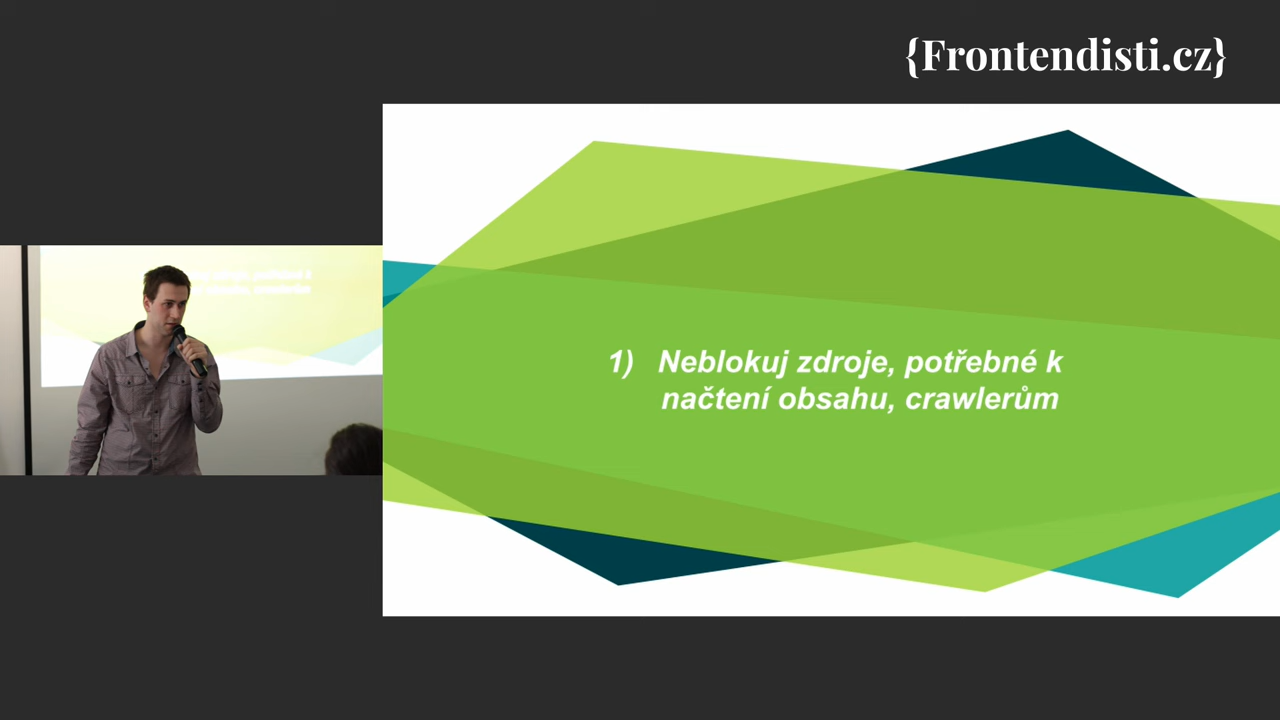 {Frontendisti.cz}
1) Neblokuj zdroje, potřebné k
načtení obsahu, crawlerům